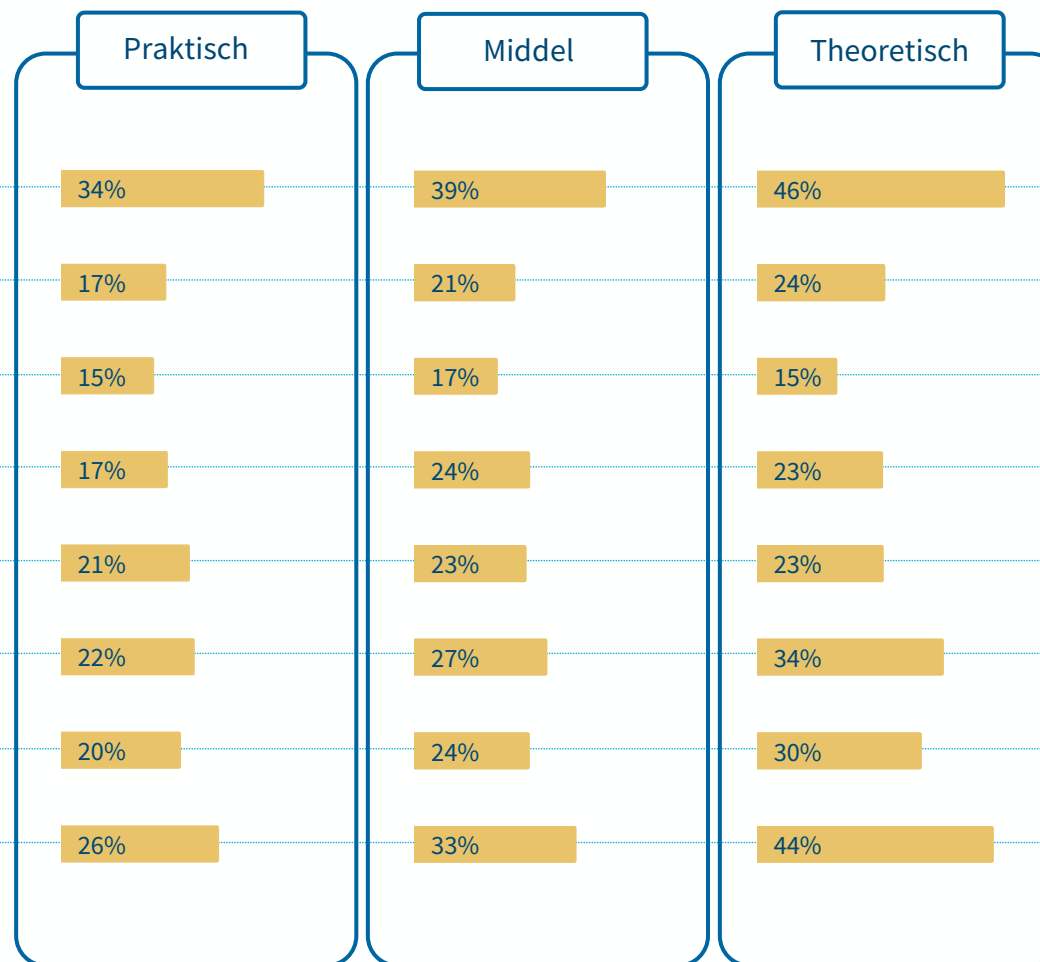 Praktisch Middel Theoretisch
34% 39% 46%
17% 21% 24%
15% 17% 15%
17% 24% 23%
21% 23% 23%
22% 27% 34%
20% 24% 30%
26% 33% 44%